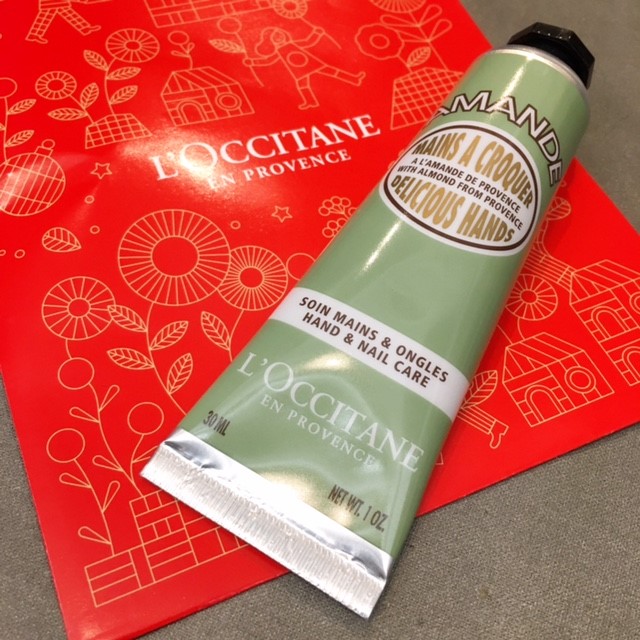 L'OCCITANE
EN PROVENCE
AMANDE
MAINS A CROQUER
A L'AMANDE DE PROVENCE
WITH ALMOND FROM PROVENCE
DELICIOUS HANDS
SOIN MAINS & ONGLES
HAND & NAIL CARE
L'OCCITANE
EN PROVENCE
30 ML
NET WT. 1 OZ.